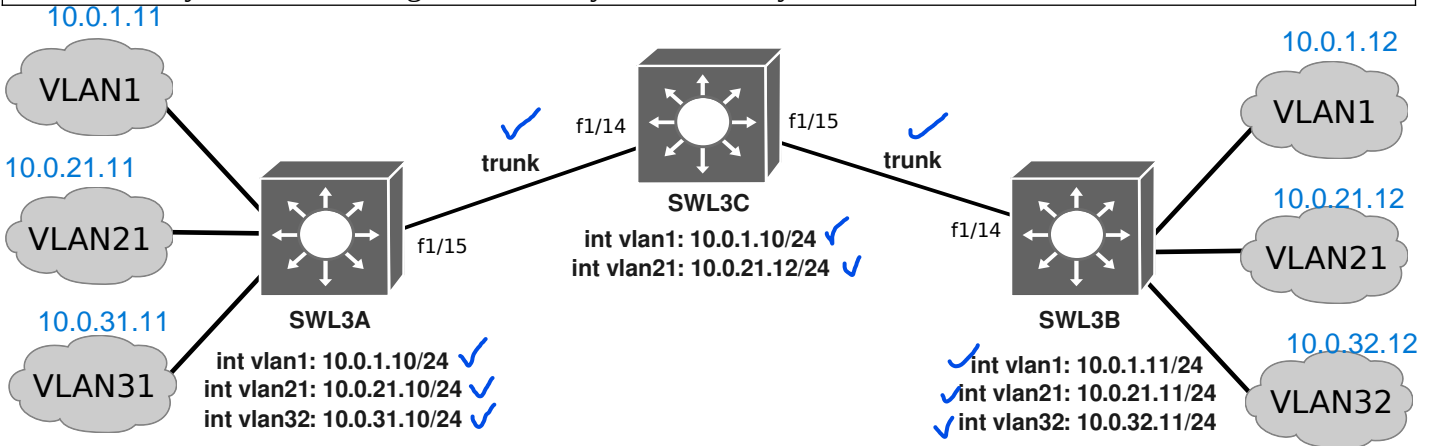 10.0.1.11
VLAN1
10.0.21.11
VLAN21
10.0.31.11
VLAN31
SWL3A
int vlan1: 10.0.1.10/24
int vlan21: 10.0.21.10/24
int vlan32: 10.0.31.10/24
f1/15
trunk
f1/14
f1/15
SWL3C
int vlan1: 10.0.1.10/24
int vlan21: 10.0.21.12/24
trunk
f1/14
SWL3B
int vlan1: 10.0.1.11/24
int vlan21: 10.0.21.11/24
int vlan32: 10.0.32.11/24
10.0.1.12
VLAN1
10.0.21.12
VLAN21
10.0.32.12
VLAN32